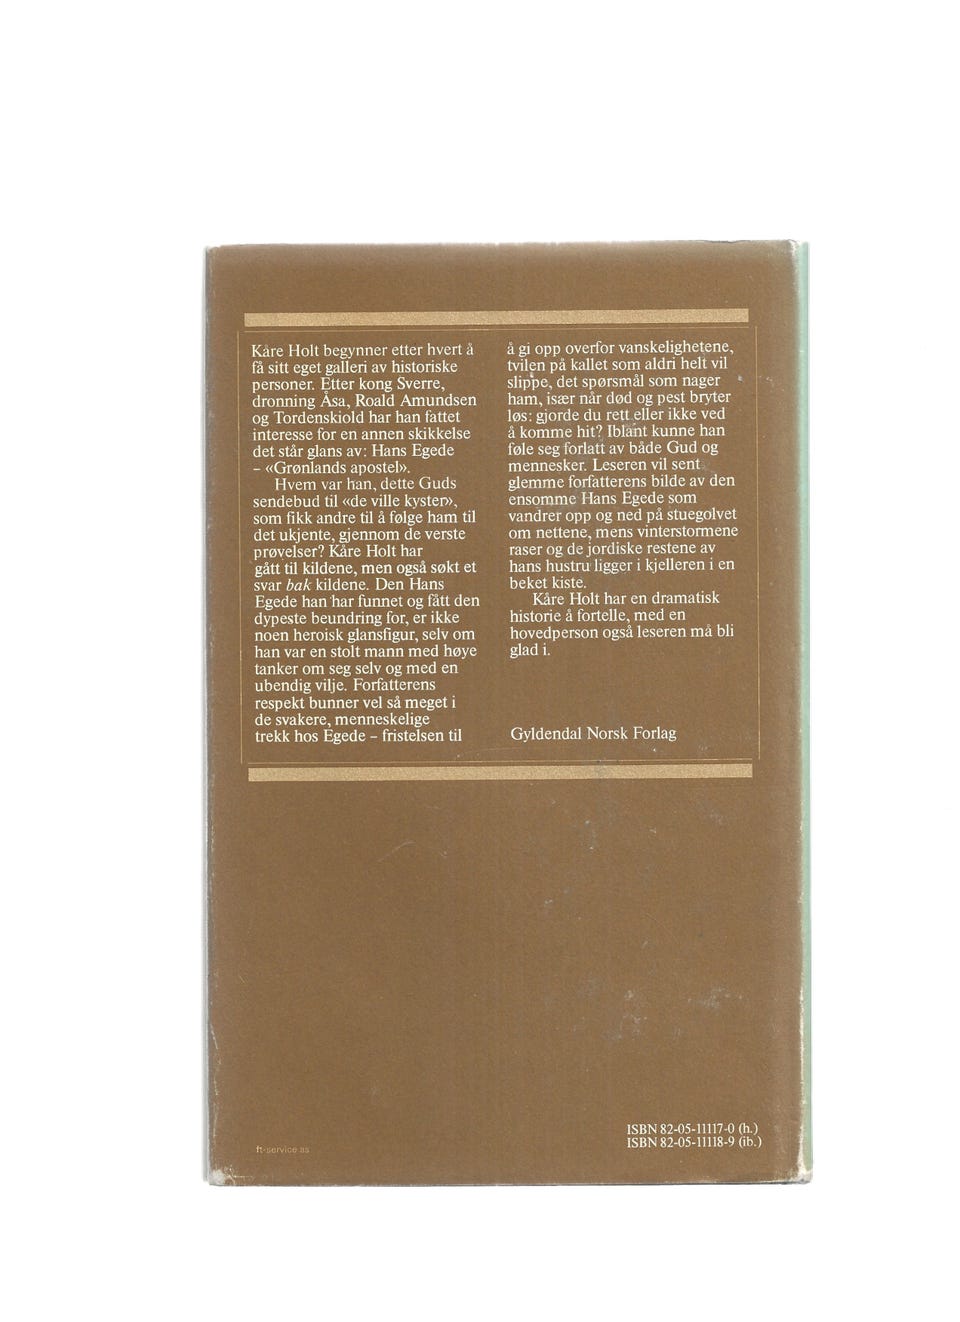 Kåre Holt begynner etter hvert å
få sitt eget galleri av historiske
personer. Etter kong Sverre,
dronning Åsa, Roald Amundsen
og Tordenskiold har han fattet
interesse for en annen skikkelse
det står glans av: Hans Egede
– «Grønlands apostel».
Hvem var han, dette Guds
sendebud til «de ville kyster»,
som fikk andre til å følge ham til
det ukjente, gjennom de verste
prøvelser? Kåre Holt har
gått til kildene, men også søkt et
svar bak kildene. Den Hans
Egede han har funnet og fått den
dypeste beundring for, er ikke
noen heroisk glansfigur, selv om
han var en stolt mann med høye
tanker om seg selv og med en
ubendig vilje. Forfatterens
respekt bunner vel så meget i
de svakere, menneskelige
trekk hos Egede – fristelsen til
å gi opp overfor vanskelighetene,
tvilen på kallet som aldri helt vil
slippe, det spørsmål som nager
ham, især når død og pest bryter
løs: gjorde du rett eller ikke ved
å komme hit? Iblant kunne han
føle seg forlatt av både Gud og
mennesker. Leseren vil sent
glemme forfatterens bilde av den
ensomme Hans Egede som
vandrer opp og ned på stuegolvet
om nettene, mens vinterstormene
raser og de jordiske restene av
hans hustru ligger i kjelleren i en
beket kiste.
Kåre Holt har en dramatisk
historie å fortelle, med en
hovedperson også leseren må bli
glad i.
Gyldendal Norsk Forlag
ISBN 82-05-11117-0 (h.)
ISBN 82-05-11118-9 (ib.)
ft-service as